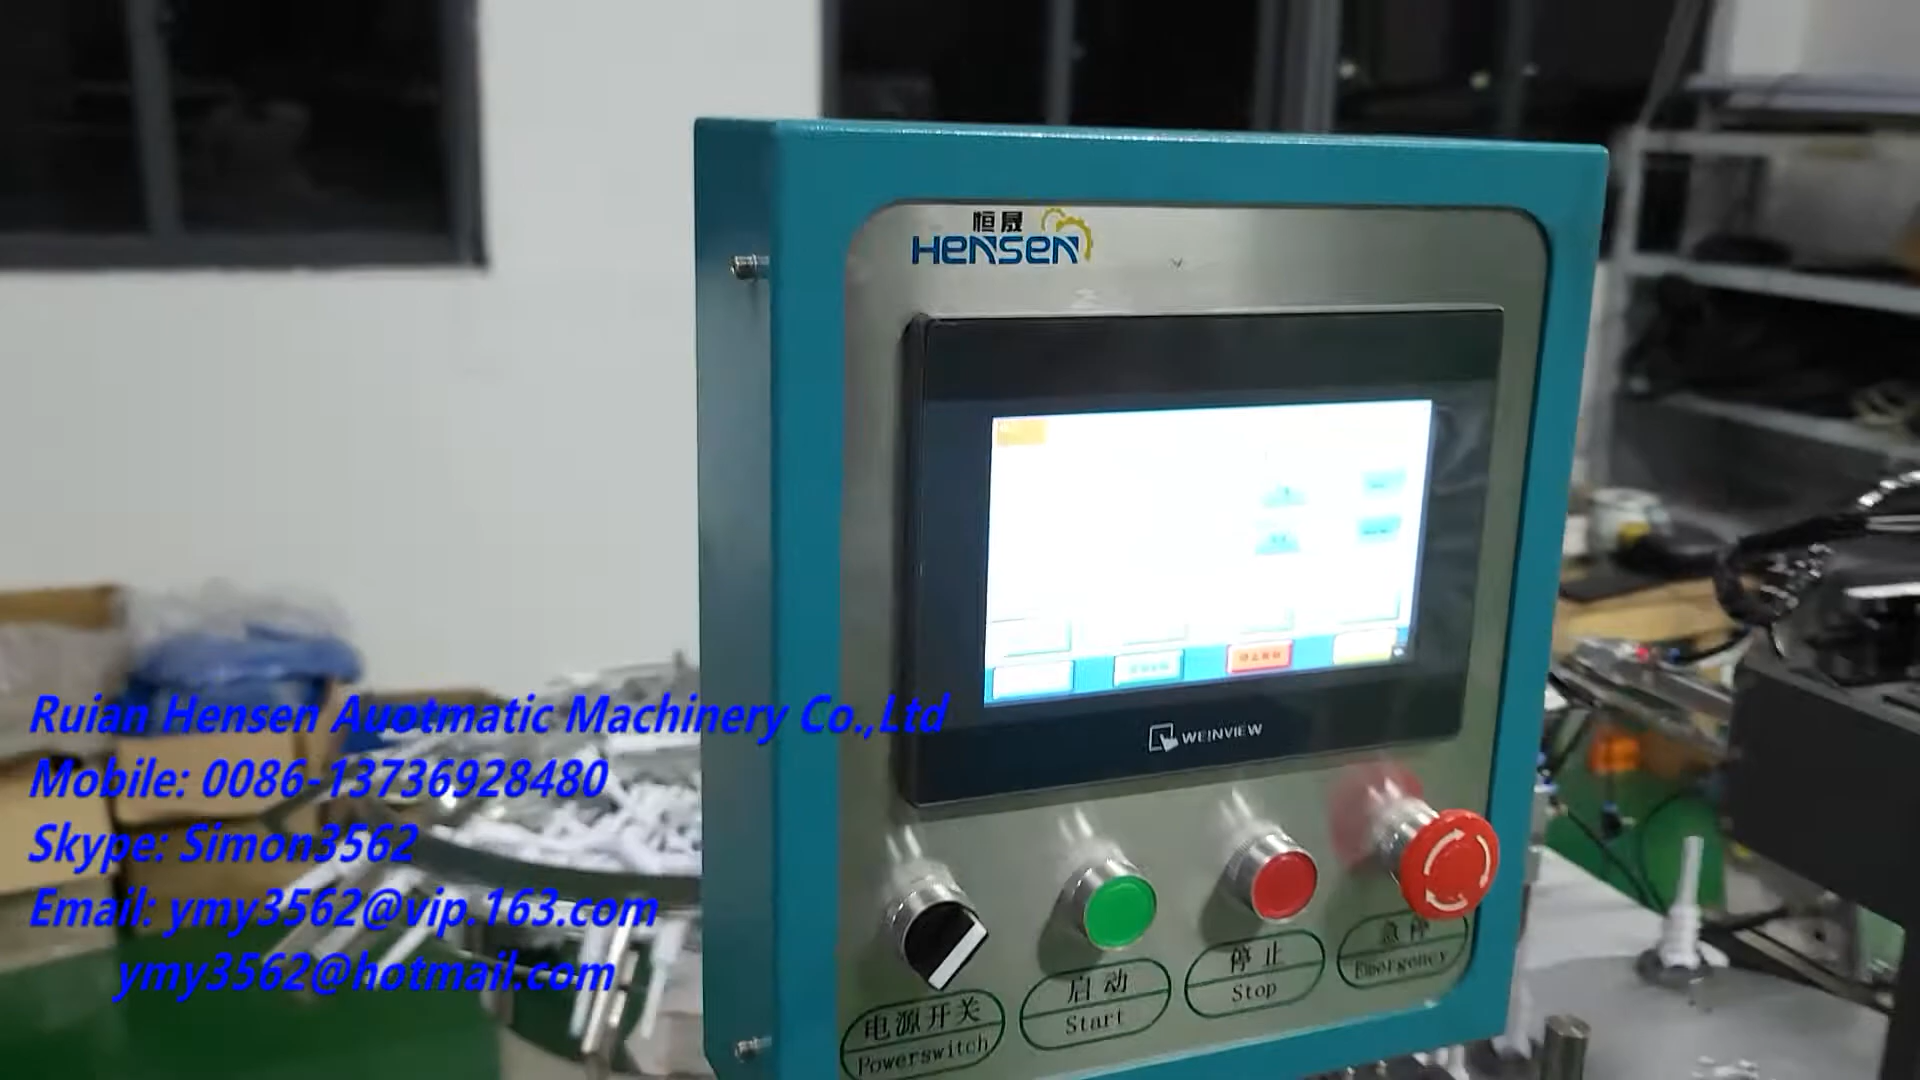 恒晟
HENSEN
WEINVIEW
Ruian Hensen Auotmatic Machinery Co.,Ltd
Mobile: 0086-13736928480
Skype: Simon3562
Email: ymy3562@vip.163.com
ymy3562@hotmail.com
电源开关
Powerswitch
启动
Start
停止
Stop
急停
Emergency